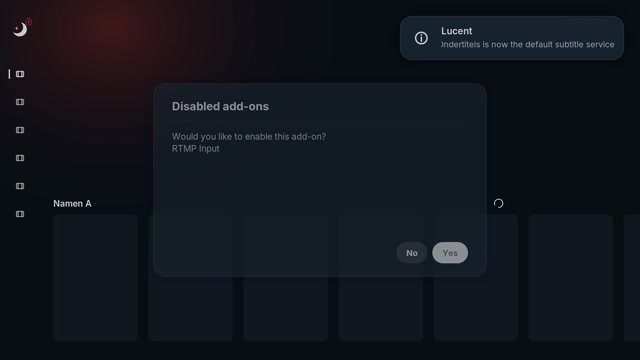 Lucent
Ondertitels is now the default subtitle service
Disabled add-ons
Would you like to enable this add-on?
RTMP Input
Namen A
No
Yes